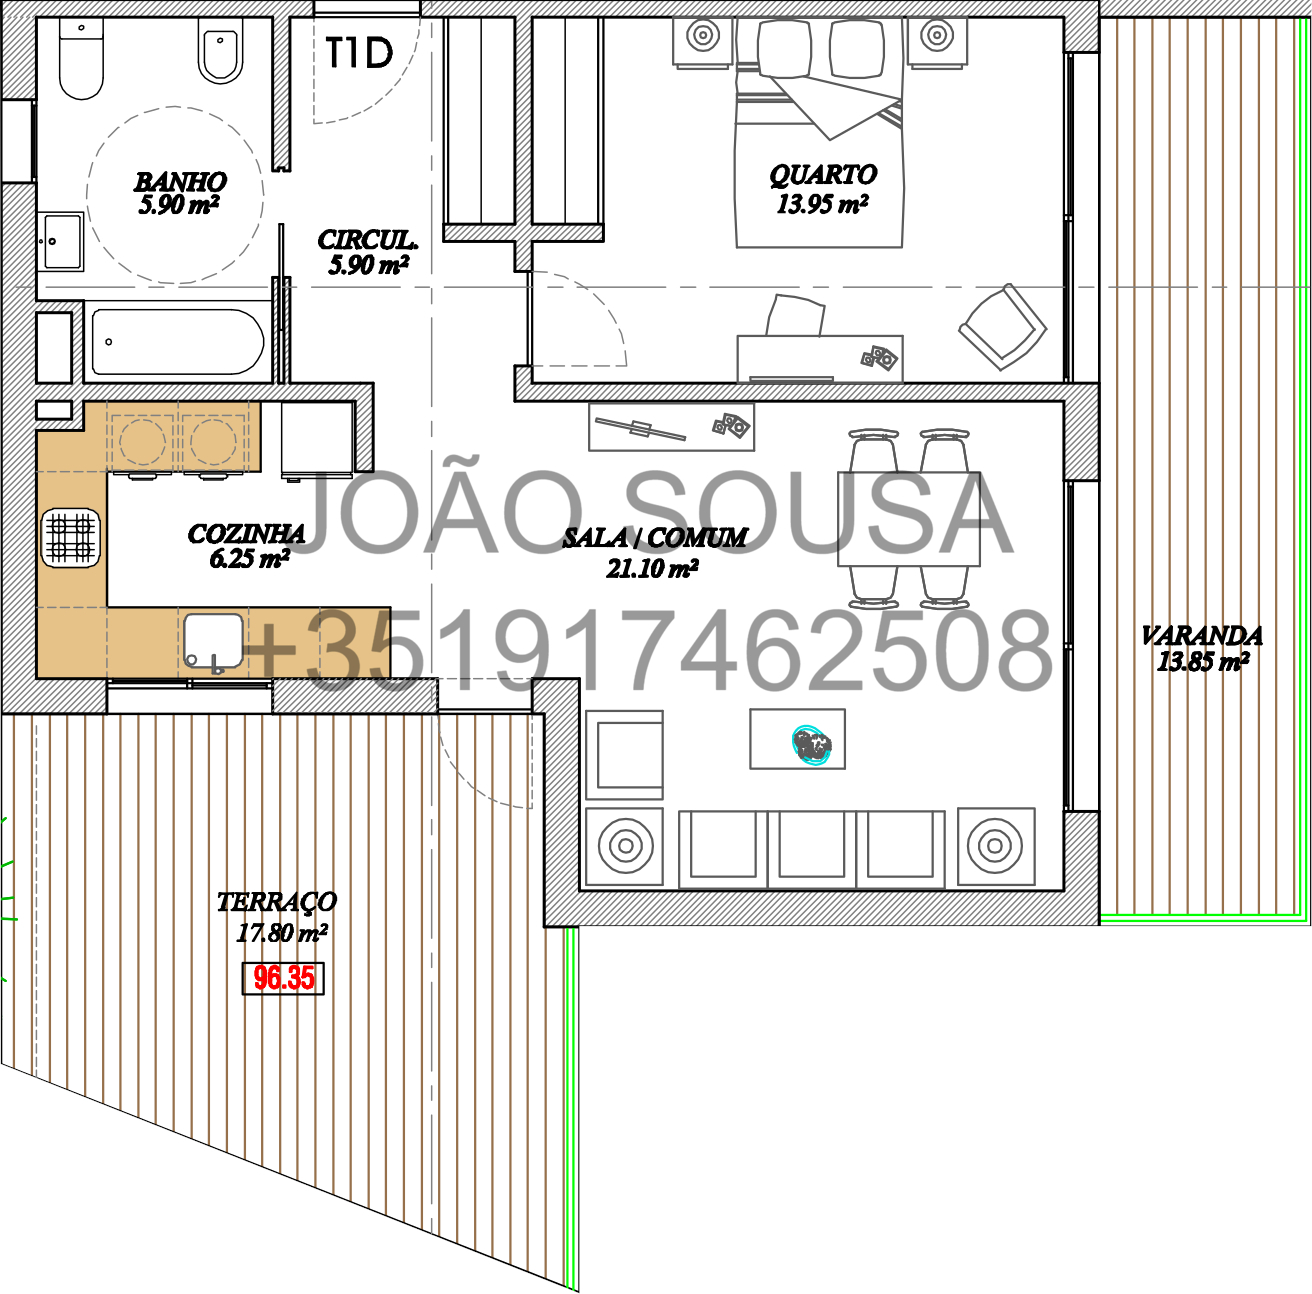 T1D
BANHO
5.90 m²
CIRCUL.
5.90 m²
QUARTO
13.95 m²
COZINHA
6.25 m²
SALA / COMUM
21.10 m²
JOÃO SOUSA
+351917462508
VARANDA
13.85 m²
TERRAÇO
17.80 m²
96.35